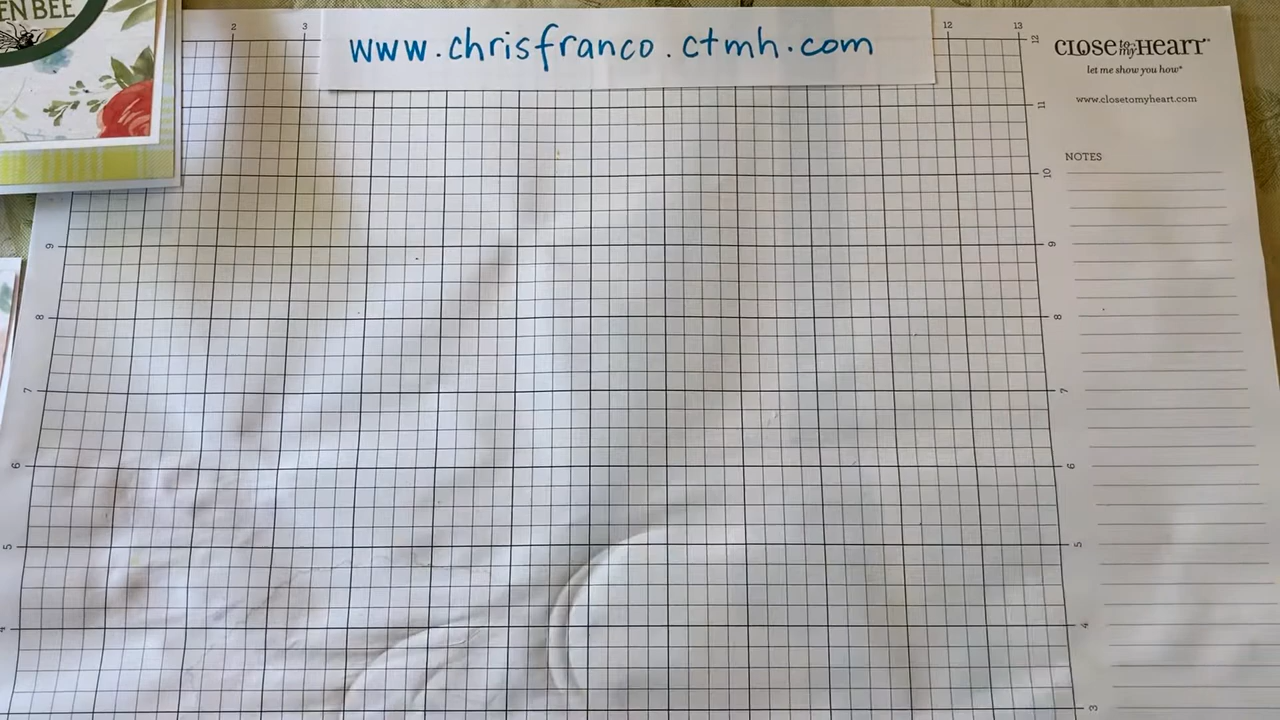 EN BEE
www.chrisfranco.ctmh.com
2 3 12 13
12
11
10
9 9
8 8
7 7
6 6
5 5
4 4
3
CLOSE to my HEART™
let me show you how®
www.closetomyheart.com
NOTES